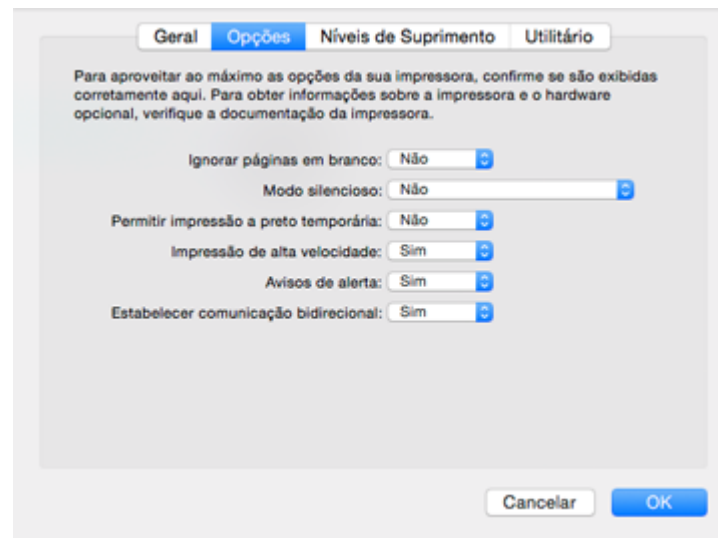 Geral Opções Níveis de Suprimento Utilitário
Para aproveitar ao máximo as opções da sua impressora, confirme se são exibidas
corretamente aqui. Para obter informações sobre a impressora e o hardware
opcional, verifique a documentação da impressora.
Ignorar páginas em branco: Não
Modo silencioso: Não
Permitir impressão a preto temporária: Não
Impressão de alta velocidade: Sim
Avisos de alerta: Sim
Estabelecer comunicação bidirecional: Sim
Cancelar OK